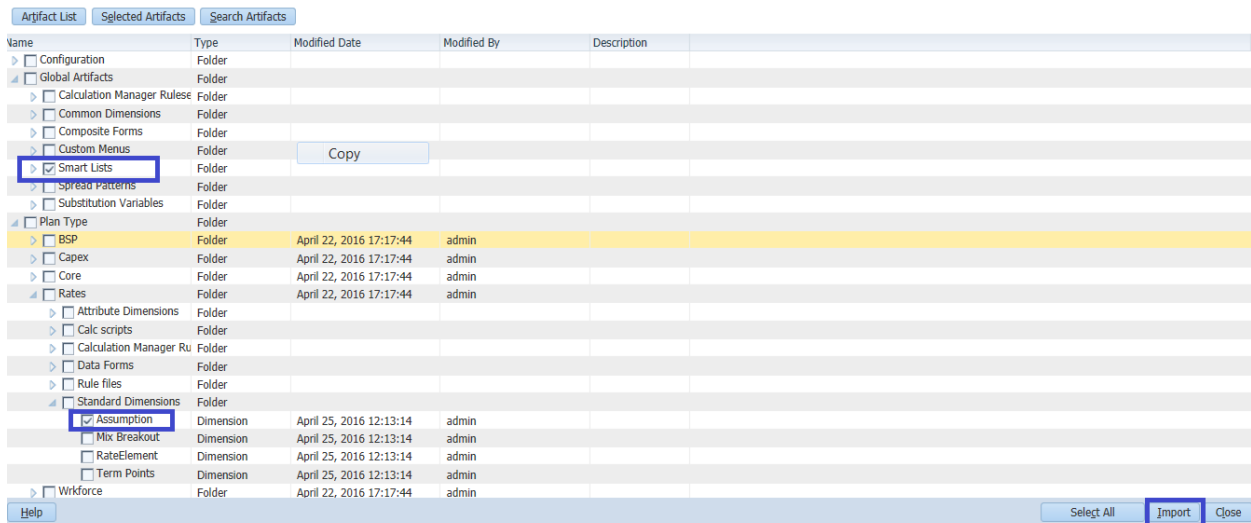 Artifact List Selected Artifacts Search Artifacts
Name Type Modified Date Modified By Description
Configuration Folder
Global Artifacts Folder
Calculation Manager Rulese Folder
Common Dimensions Folder
Composite Forms Folder
Custom Menus Folder
Copy
Smart Lists Folder
Spread Patterns Folder
Substitution Variables Folder
Plan Type Folder
BSP Folder April 22, 2016 17:17:44 admin
Capex Folder April 22, 2016 17:17:44 admin
Core Folder April 22, 2016 17:17:44 admin
Rates Folder April 22, 2016 17:17:44 admin
Attribute Dimensions Folder
Calc scripts Folder
Calculation Manager Ru Folder
Data Forms Folder
Rule files Folder
Standard Dimensions Folder
Assumption Dimension April 25, 2016 12:13:14 admin
Mix Breakout Dimension April 25, 2016 12:13:14 admin
RateElement Dimension April 25, 2016 12:13:14 admin
Term Points Dimension April 25, 2016 12:13:14 admin
Wrkforce Folder April 22, 2016 17:17:44 admin
Help Select All Import Close